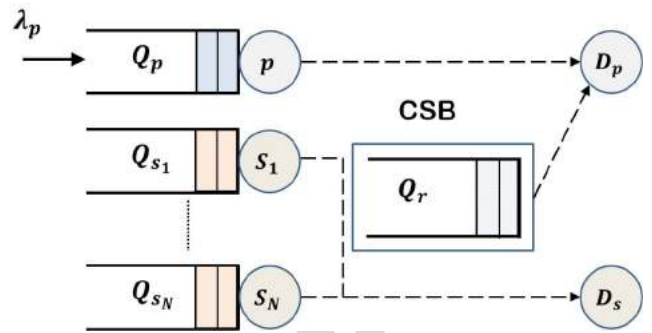 λ_p
Q_p p D_p
CSB
Q_{s_1} S_1
Q_r
Q_{s_N} S_N D_s